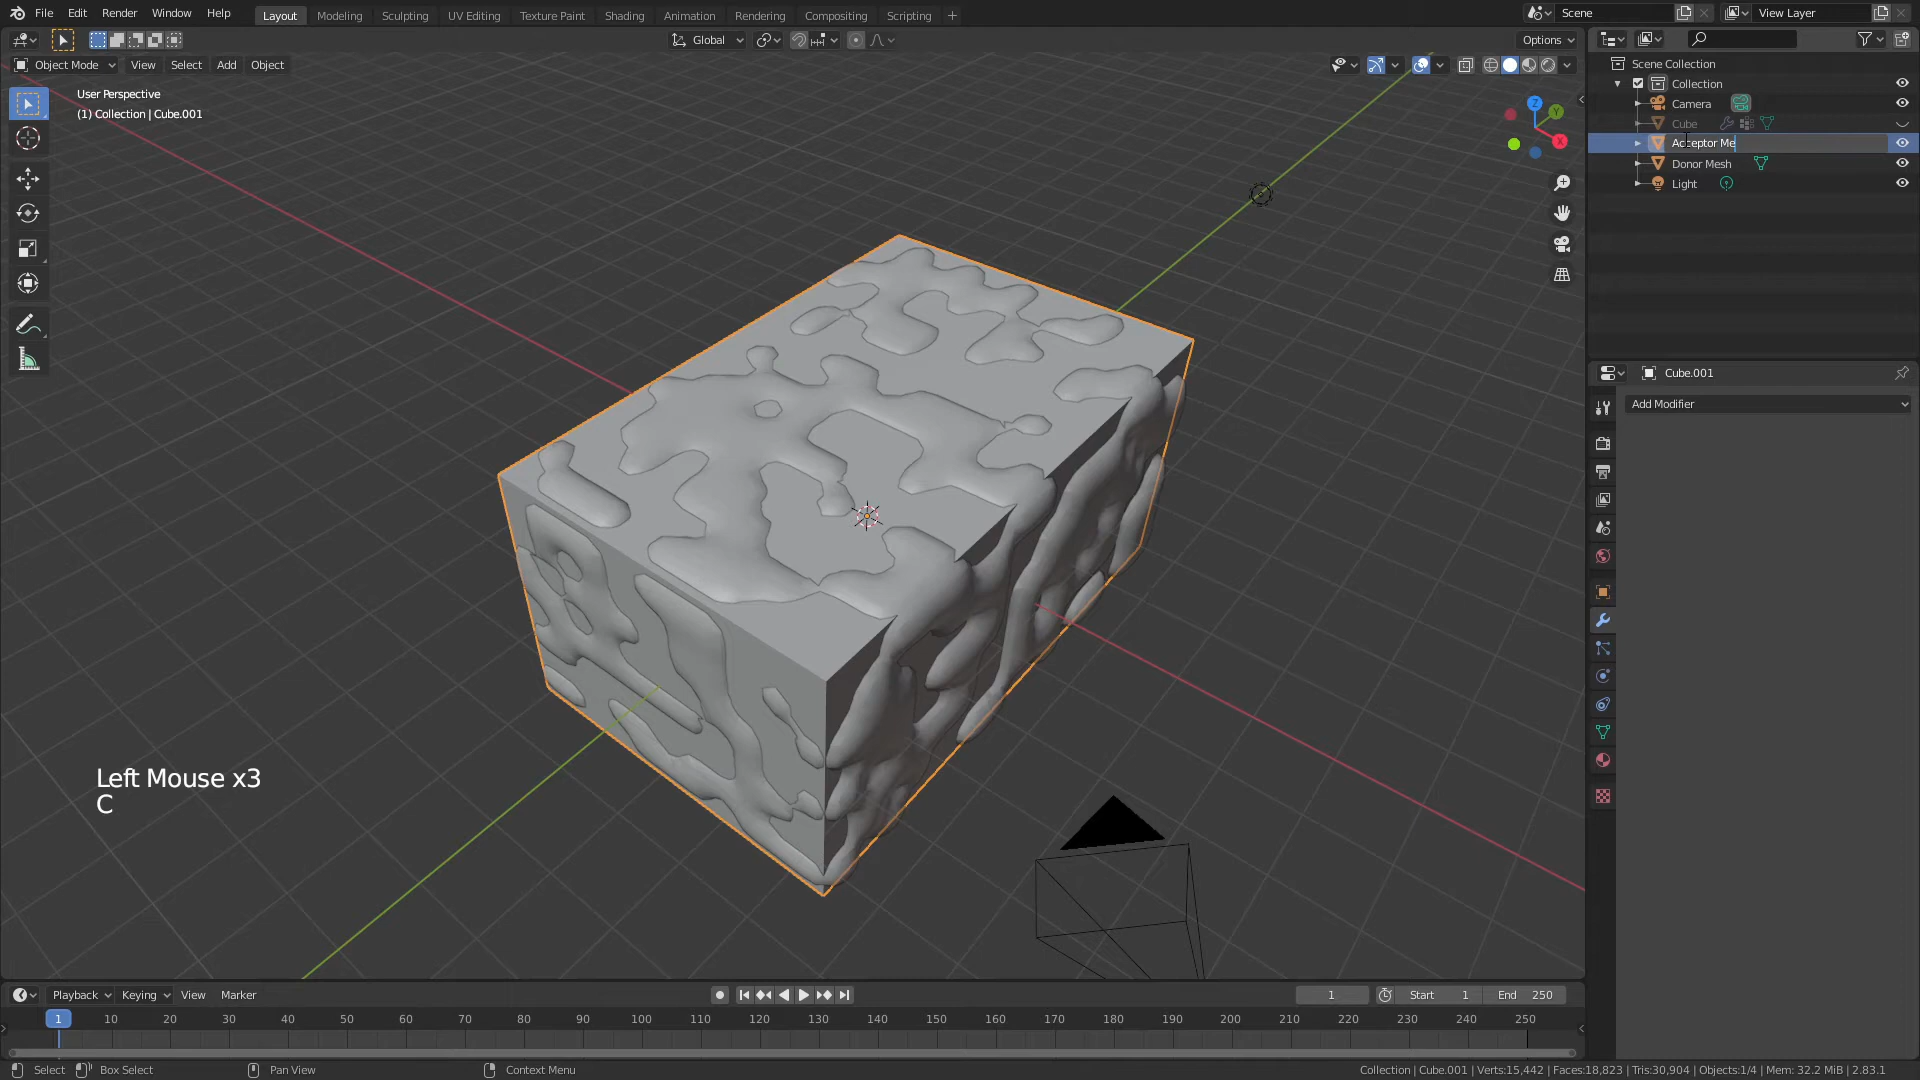 File Edit Render Window Help Layout Modeling Sculpting UV Editing Texture Paint Shading Animation Rendering Compositing Scripting + Scene View Layer
Global Options
Object Mode View Select Add Object
User Perspective
(1) Collection | Cube.001
Z
Y
X
Scene Collection
Collection
Camera
Cube
Acceptor Me
Donor Mesh
Light
Cube.001
Add Modifier
Left Mouse x3
C
Playback Keying View Marker 1 Start 1 End 250
1 10 20 30 40 50 60 70 80 90 100 110 120 130 140 150 160 170 180 190 200 210 220 230 240 250
Select Box Select Pan View Context Menu Collection | Cube.001 | Verts:15,442 | Faces:18,823 | Tris:30,904 | Objects:1/4 | Mem: 32.2 MiB | 2.83.1